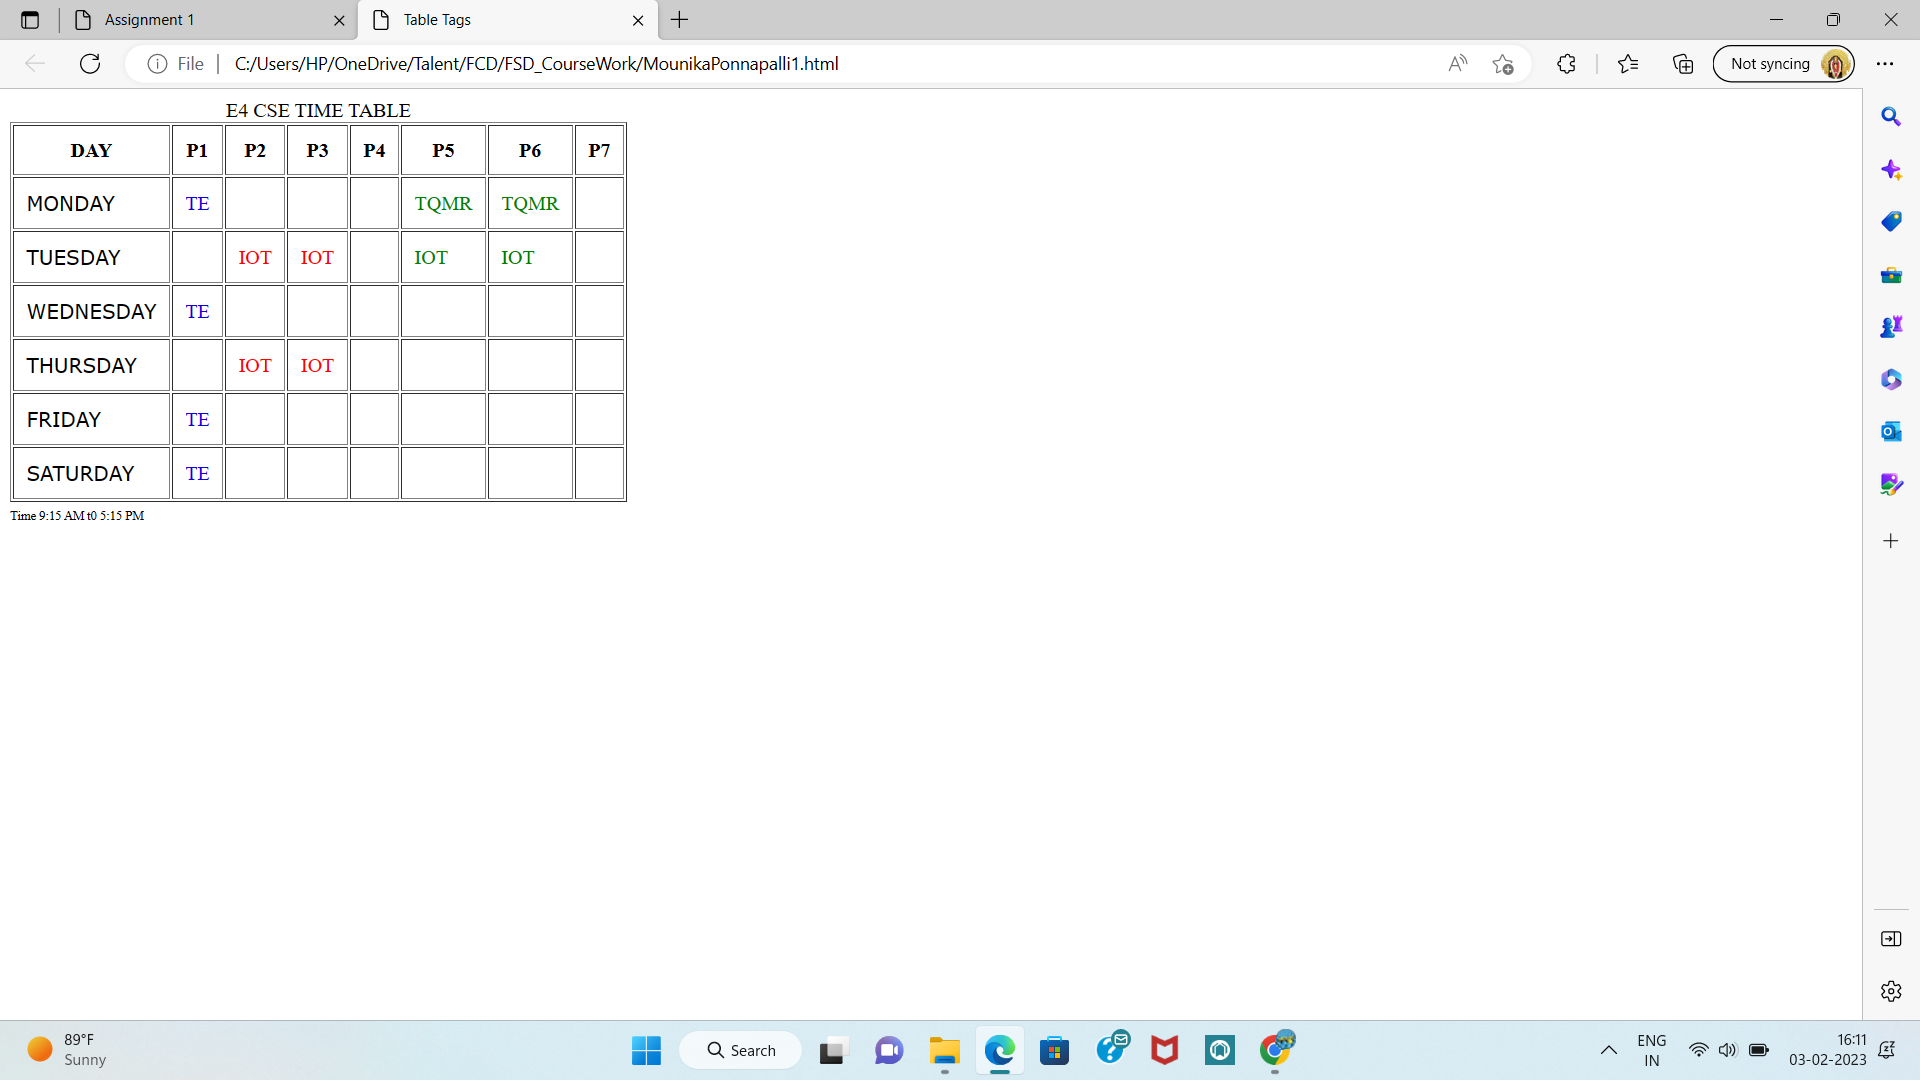 Assignment 1
Table Tags
File
C:/Users/HP/OneDrive/Talent/FCD/FSD_CourseWork/MounikaPonnapalli1.html
Not syncing
E4 CSE TIME TABLE
DAY P1 P2 P3 P4 P5 P6 P7
MONDAY TE TQMR TQMR
TUESDAY IOT IOT IOT IOT
WEDNESDAY TE
THURSDAY IOT IOT
FRIDAY TE
SATURDAY TE
Time 9:15 AM t0 5:15 PM
89°F
Sunny
Search
ENG
IN
16:11
03-02-2023